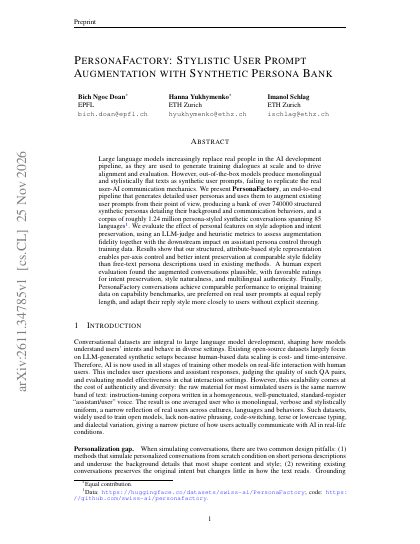 Preprint
PERSONAFACTORY: STYLISTIC USER PROMPT
AUGMENTATION WITH SYNTHETIC PERSONA BANK
Bich Ngoc Doan* Hanna Yukhymenko* Imanol Schlag
EPFL ETH Zurich ETH Zurich
bich.doan@epfl.ch hyukhymenko@ethz.ch ischlag@ethz.ch
ABSTRACT
Large language models increasingly replace real people in the AI development
pipeline, as they are used to generate training dialogues at scale and to drive
alignment and evaluation. However, out-of-the-box models produce monolingual
and stylistically flat texts as synthetic user prompts, failing to replicate the real
user-AI communication mechanics. We present PersonaFactory, an end-to-end
pipeline that generates detailed user personas and uses them to augment existing
user prompts from their point of view, producing a bank of over 740000 structured
synthetic personas detailing their background and communication behaviors, and
a corpus of roughly 1.24 million persona-styled synthetic conversations spanning 85
languages¹. We evaluate the effect of personal features on style adoption and intent
preservation, using an LLM-judge and heuristic metrics to assess augmentation
fidelity together with the downstream impact on assistant persona control through
training data. Results show that our structured, attribute-based style representation
enables per-axis control and better intent preservation at comparable style fidelity
than free-text persona descriptions used in existing methods. A human expert
evaluation found the augmented conversations plausible, with favorable ratings
for intent preservation, style naturalness, and multilingual authenticity. Finally,
PersonaFactory conversations achieve comparable performance to original training
data on capability benchmarks, are preferred on real user prompts at equal reply
length, and adapt their reply style more closely to users without explicit steering.
1 INTRODUCTION
Conversational datasets are integral to large language model development, shaping how models
understand users' intents and behave in diverse settings. Existing open-source datasets largely focus
on LLM-generated synthetic setups because human-based data scaling is cost- and time-intensive.
Therefore, AI is now used in all stages of training other models on real-life interaction with human
users. This includes user questions and assistant responses, judging the quality of such QA pairs,
and evaluating model effectiveness in chat interaction settings. However, this scalability comes at
the cost of authenticity and diversity: the raw material for most simulated users is the same narrow
band of text: instruction-tuning corpora written in a homogeneous, well-punctuated, standard-register
"assistant/user" voice. The result is one averaged user who is monolingual, verbose and stylistically
uniform, a narrow reflection of real users across cultures, languages and behaviors. Such datasets,
widely used to train open models, lack non-native phrasing, code-switching, terse or lowercase typing,
and dialectal variation, giving a narrow picture of how users actually communicate with AI in real-life
conditions.
Personalization gap. When simulating conversations, there are two common design pitfalls: (1)
methods that simulate personalized conversations from scratch condition on short persona descriptions
and underuse the background details that most shape content and style; (2) rewriting existing
conversations preserves the original intent but changes little in how the text reads. Grounding
*Equal contribution
¹Data: https://huggingface.co/datasets/swiss-ai/PersonaFactory, code: https:
//github.com/swiss-ai/personafactory.
1
arXiv:2611.34785v1 [cs.CL] 25 Nov 2026